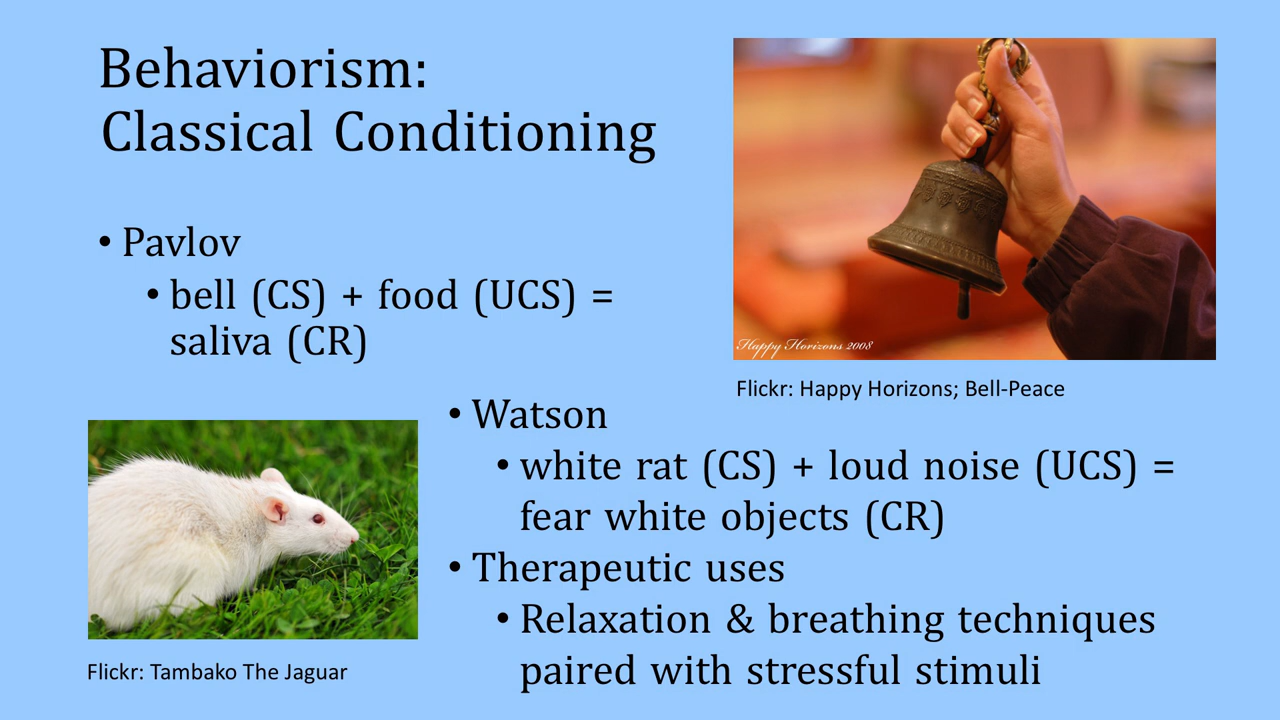 Behaviorism:
Classical Conditioning
• Pavlov
• bell (CS) + food (UCS) =
saliva (CR)
Happy Horizons 2008
Flickr: Happy Horizons; Bell-Peace
• Watson
• white rat (CS) + loud noise (UCS) =
fear white objects (CR)
• Therapeutic uses
• Relaxation & breathing techniques
paired with stressful stimuli
Flickr: Tambako The Jaguar